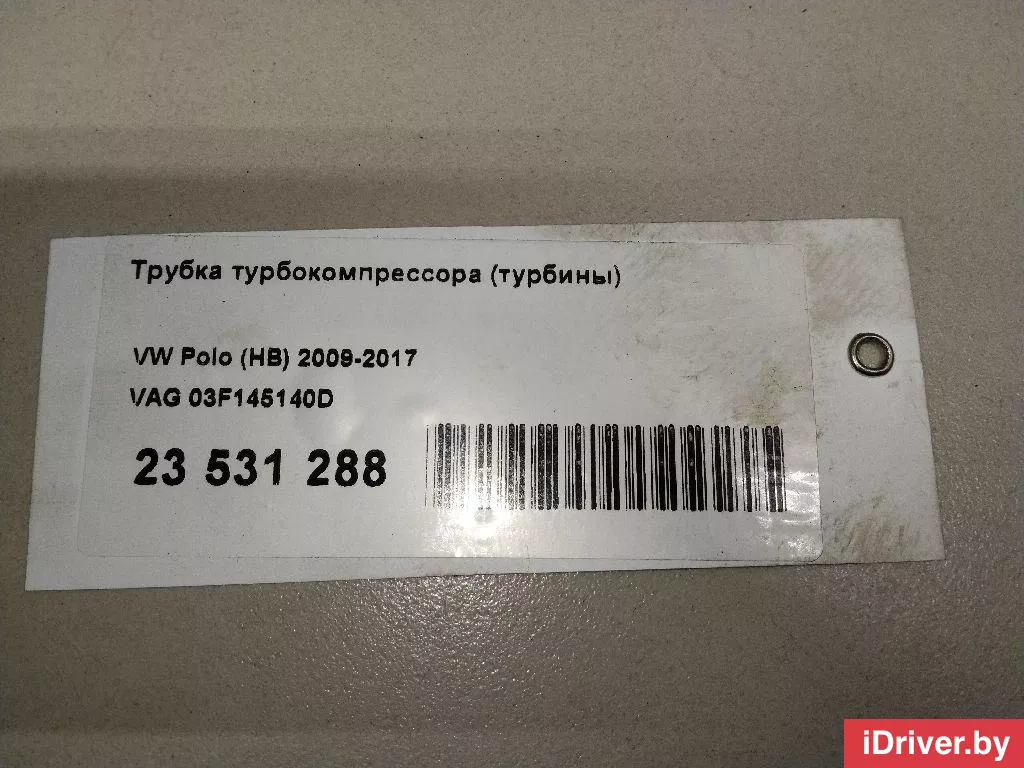 Трубка турбокомпрессора (турбины)
VW Polo (HB) 2009-2017
VAG 03F145140D
23 531 288
iDriver.by